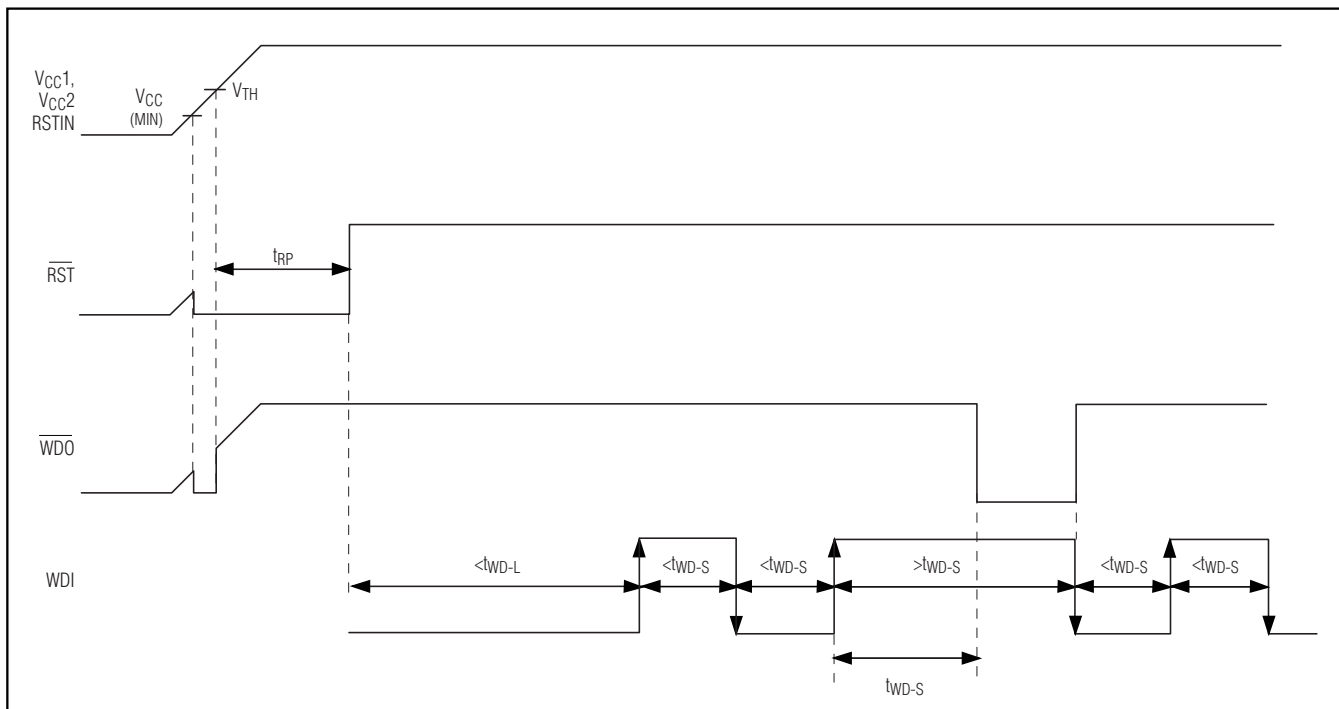 VCC1,
VCC2
RSTIN
VCC
(MIN)
VTH
RST
tRP
WDO
WDI
<tWD-L
<tWD-S
<tWD-S
>tWD-S
<tWD-S
<tWD-S
tWD-S